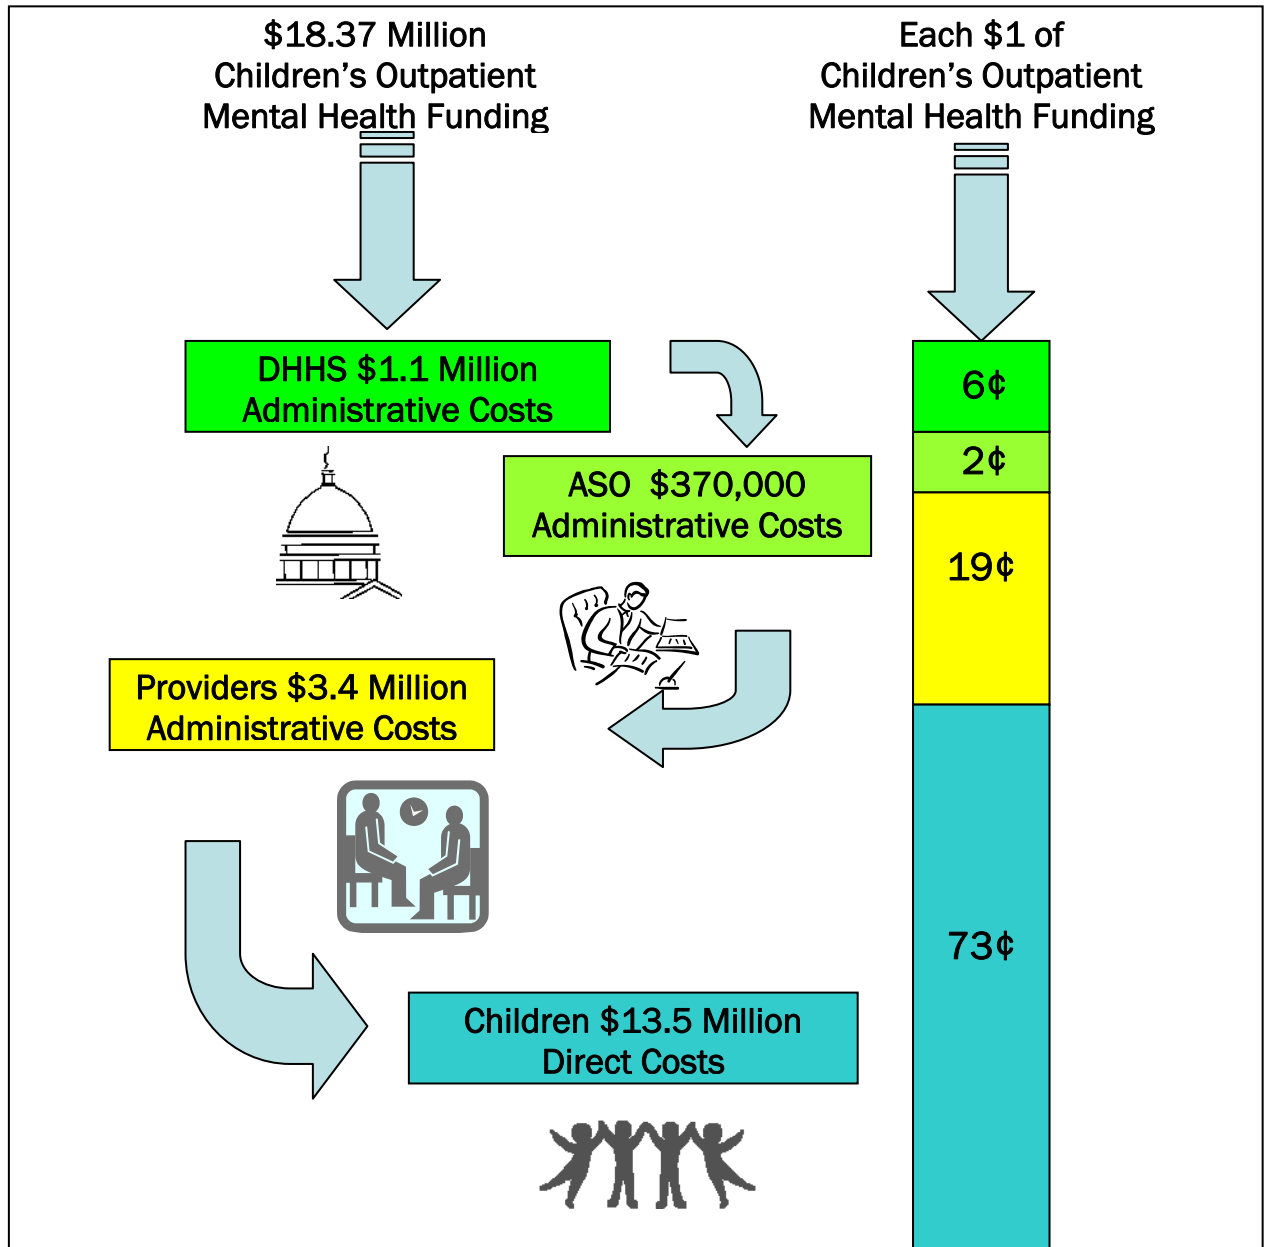 $18.37 Million
Children’s Outpatient
Mental Health Funding
Each $1 of
Children’s Outpatient
Mental Health Funding
DHHS $1.1 Million
Administrative Costs
ASO  $370,000
Administrative Costs
Providers $3.4 Million
Administrative Costs
Children $13.5 Million
Direct Costs
6¢
2¢
19¢
73¢